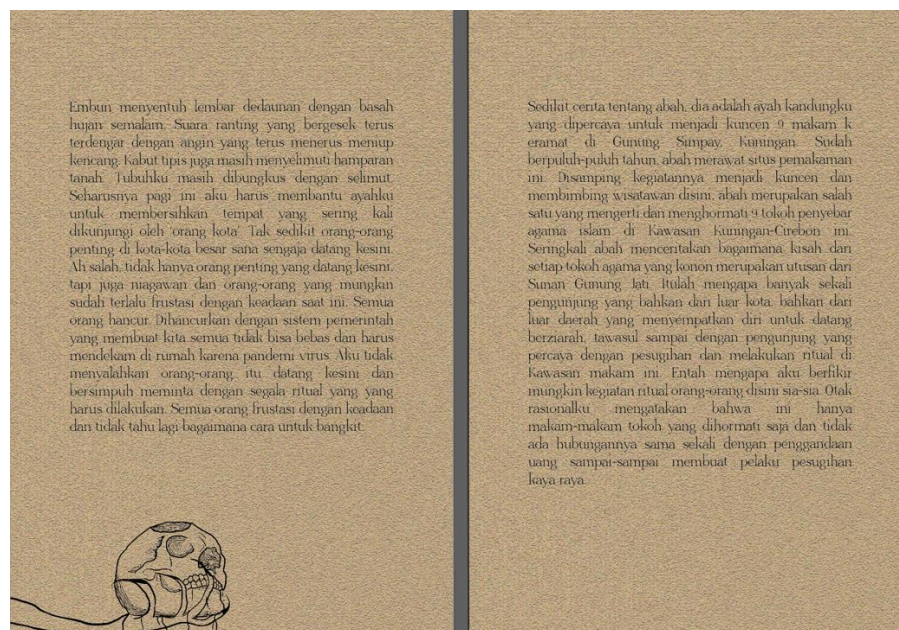 Embun menyentuh lembar dedaunan dengan basah
hujan semalam. Suara ranting yang bergesek terus
terdengar dengan angin yang terus menerus meniup
kencang. Kabut tipis juga masih menyelimuti hamparan
tanah. Tubuhku masih dibungkus dengan selimut.
Seharusnya pagi ini aku harus membantu ayahku
untuk membersihkan tempat yang sering kali
dikunjungi oleh 'orang kota'. Tak sedikit orang-orang
penting di kota-kota besar sana sengaja datang kesini.
Ah salah, tidak hanya orang penting yang datang kesini,
tapi juga niagawan dan orang-orang yang mungkin
sudah terlalu frustasi dengan keadaan saat ini. Semua
orang hancur. Dihancurkan dengan sistem pemerintah
yang membuat kita semua tidak bisa bebas dan harus
mendekam di rumah karena pandemi virus. Aku tidak
menyalahkan orang-orang itu datang kesini dan
bersimpuh meminta dengan segala ritual yang yang
harus dilakukan. Semua orang frustasi dengan keadaan
dan tidak tahu lagi bagaimana cara untuk bangkit.
Sedikit cerita tentang abah, dia adalah ayah kandungku
yang dipercaya untuk menjadi kuncen 9 makam k
eramat di Gunung Simpay, Kuningan. Sudah
berpuluh-puluh tahun, abah merawat situs pemakaman
ini. Disamping kegiatannya menjadi kuncen dan
membimbing wisatawan disini, abah merupakan salah
satu yang mengerti dan menghormati 9 tokoh penyebar
agama islam di Kawasan Kuningan-Cirebon ini.
Seringkali abah menceritakan bagaimana kisah dari
setiap tokoh agama yang konon merupakan utusan dari
Sunan Gunung Jati. Itulah mengapa banyak sekali
pengunjung yang bahkan dari luar kota, bahkan dari
luar daerah yang menyempatkan diri untuk datang
berziarah, tawasul sampai dengan pengunjung yang
percaya dengan pesugihan dan melakukan ritual di
Kawasan makam ini. Entah mengapa aku berfikir
mungkin kegiatan ritual orang-orang disini sia-sia. Otak
rasionalku mengatakan bahwa ini hanya
makam-makam tokoh yang dihormati saja dan tidak
ada hubungannya sama sekali dengan penggandaan
uang sampai-sampai membuat pelaku pesugihan
kaya raya.